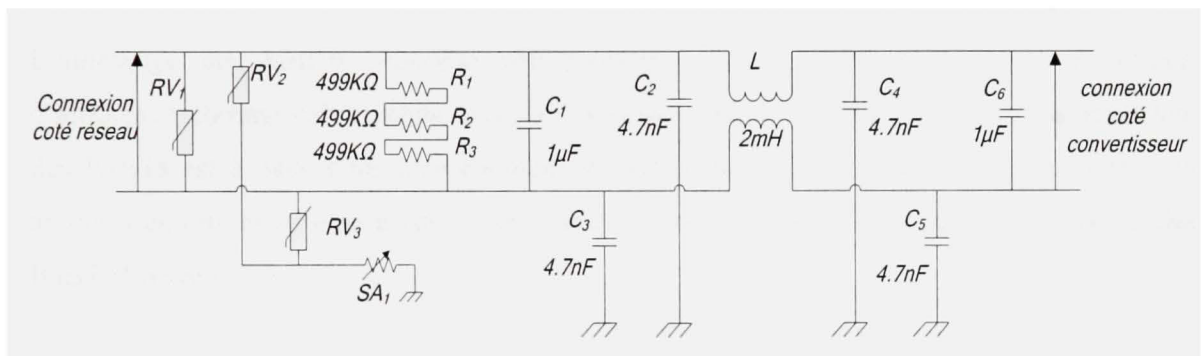 Connexion
coté réseau
RV1
RV2
499KΩ
R1
499KΩ
R2
499KΩ
R3
RV3
SA1
C1
1µF
C2
4.7nF
C3
4.7nF
L
2mH
C4
4.7nF
C5
4.7nF
C6
1µF
connexion
coté
convertisseur